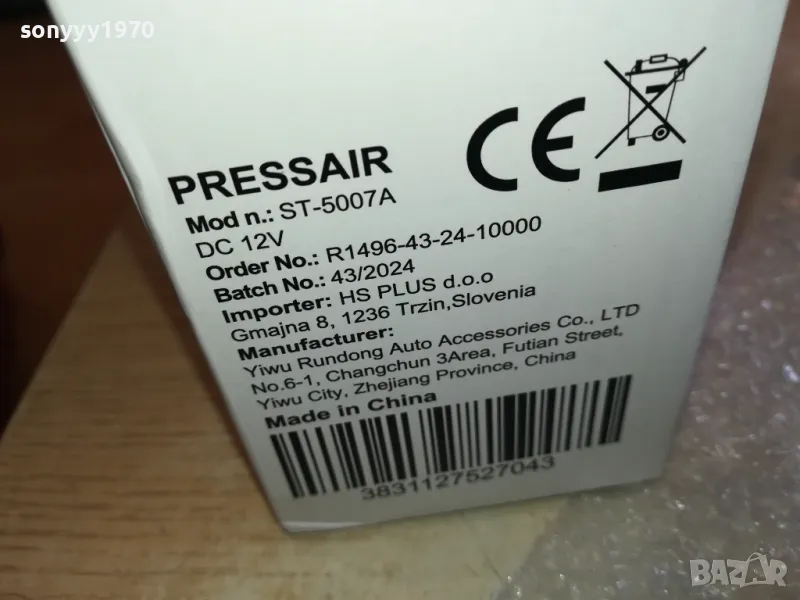 sonyyy1970
CE
PRESSAIR
Mod n.: ST-5007A
DC 12V
Order No.: R1496-43-24-10000
Batch No.: 43/2024
Importer: HS PLUS d.o.o
Gmajna 8, 1236 Trzin,Slovenia
Manufacturer:
Yiwu Rundong Auto Accessories Co., LTD
No.6-1, Changchun 3Area, Futian Street,
Yiwu City, Zhejiang Province, China
Made in China
3831127527043
BAZAR